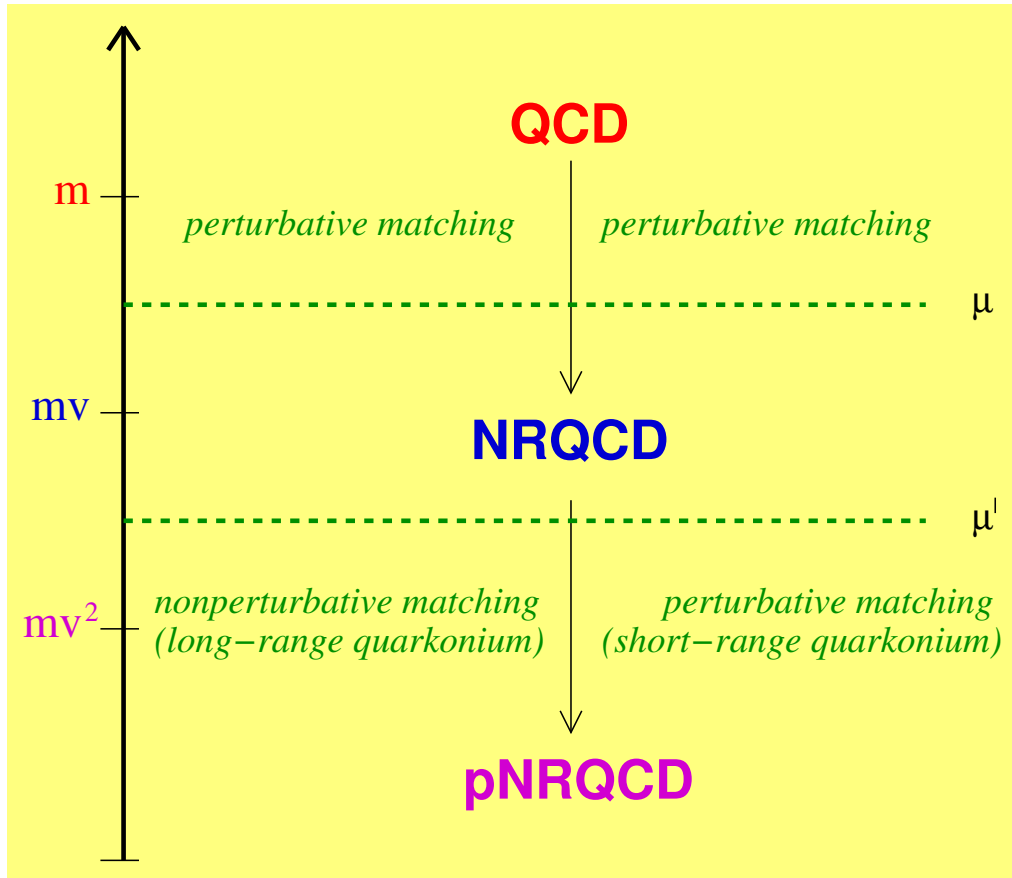 QCD
m
perturbative matching perturbative matching
μ
mv
NRQCD
μ'
nonperturbative matching perturbative matching
mv²
(long−range quarkonium) (short−range quarkonium)
pNRQCD